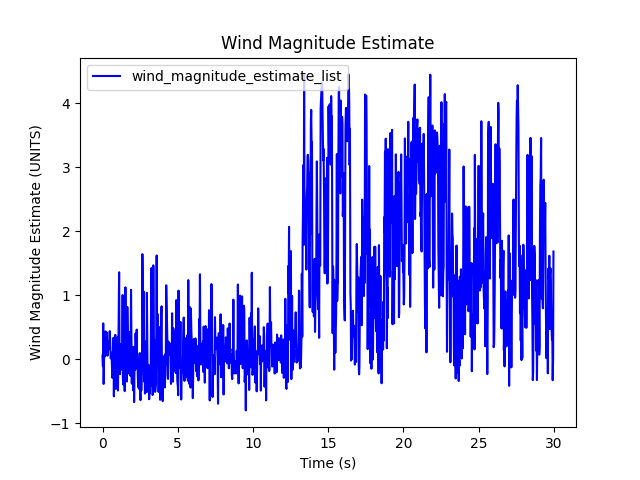 Wind Magnitude Estimate
wind_magnitude_estimate_list
Wind Magnitude Estimate (UNITS)
4
3
2
1
0
−1
0 5 10 15 20 25 30
Time (s)